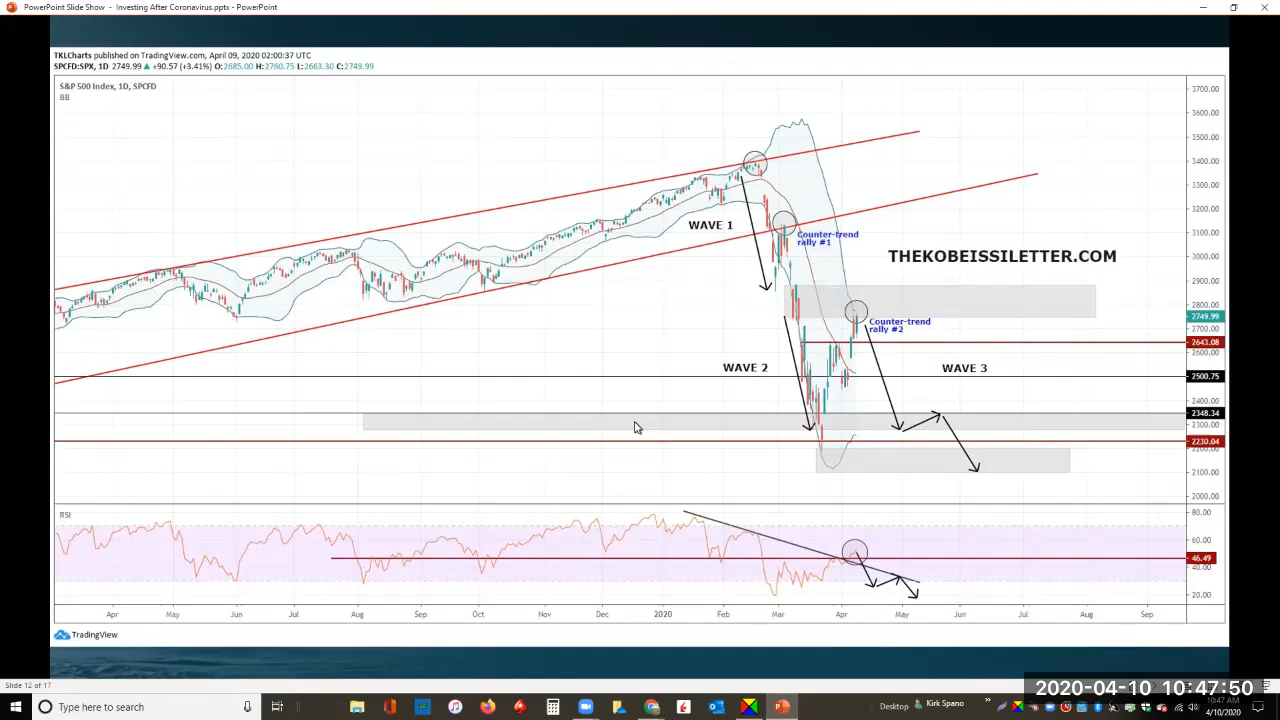 PowerPoint Slide Show - Investing After Coronavirus.pptx - PowerPoint
TKLCharts published on TradingView.com, April 09, 2020 02:00:37 UTC
SPCFD:SPX, 1D 2749.99 ▲ +90.57 (+3.41%) O:2685.00 H:2760.75 L:2663.30 C:2749.99
S&P 500 Index, 1D, SPCFD
BB
3700.00
3600.00
3500.00
3400.00
3300.00
3200.00
3100.00
3000.00
2900.00
2800.00
2749.99
2700.00
2643.08
2600.00
2500.75
2400.00
2348.34
2300.00
2230.04
2200.00
2100.00
2000.00
WAVE 1
Counter-trend
rally #1
THEKOBEISSILETTER.COM
Counter-trend
rally #2
WAVE 2
WAVE 3
RSI
80.00
60.00
46.49
40.00
20.00
Apr May Jun Jul Aug Sep Oct Nov Dec 2020 Feb Mar Apr May Jun Jul Aug Sep
TradingView
Slide 12 of 17
2020-04-10 10:47:50
Type here to search
Desktop
Kirk Spano
10:47 AM
4/10/2020